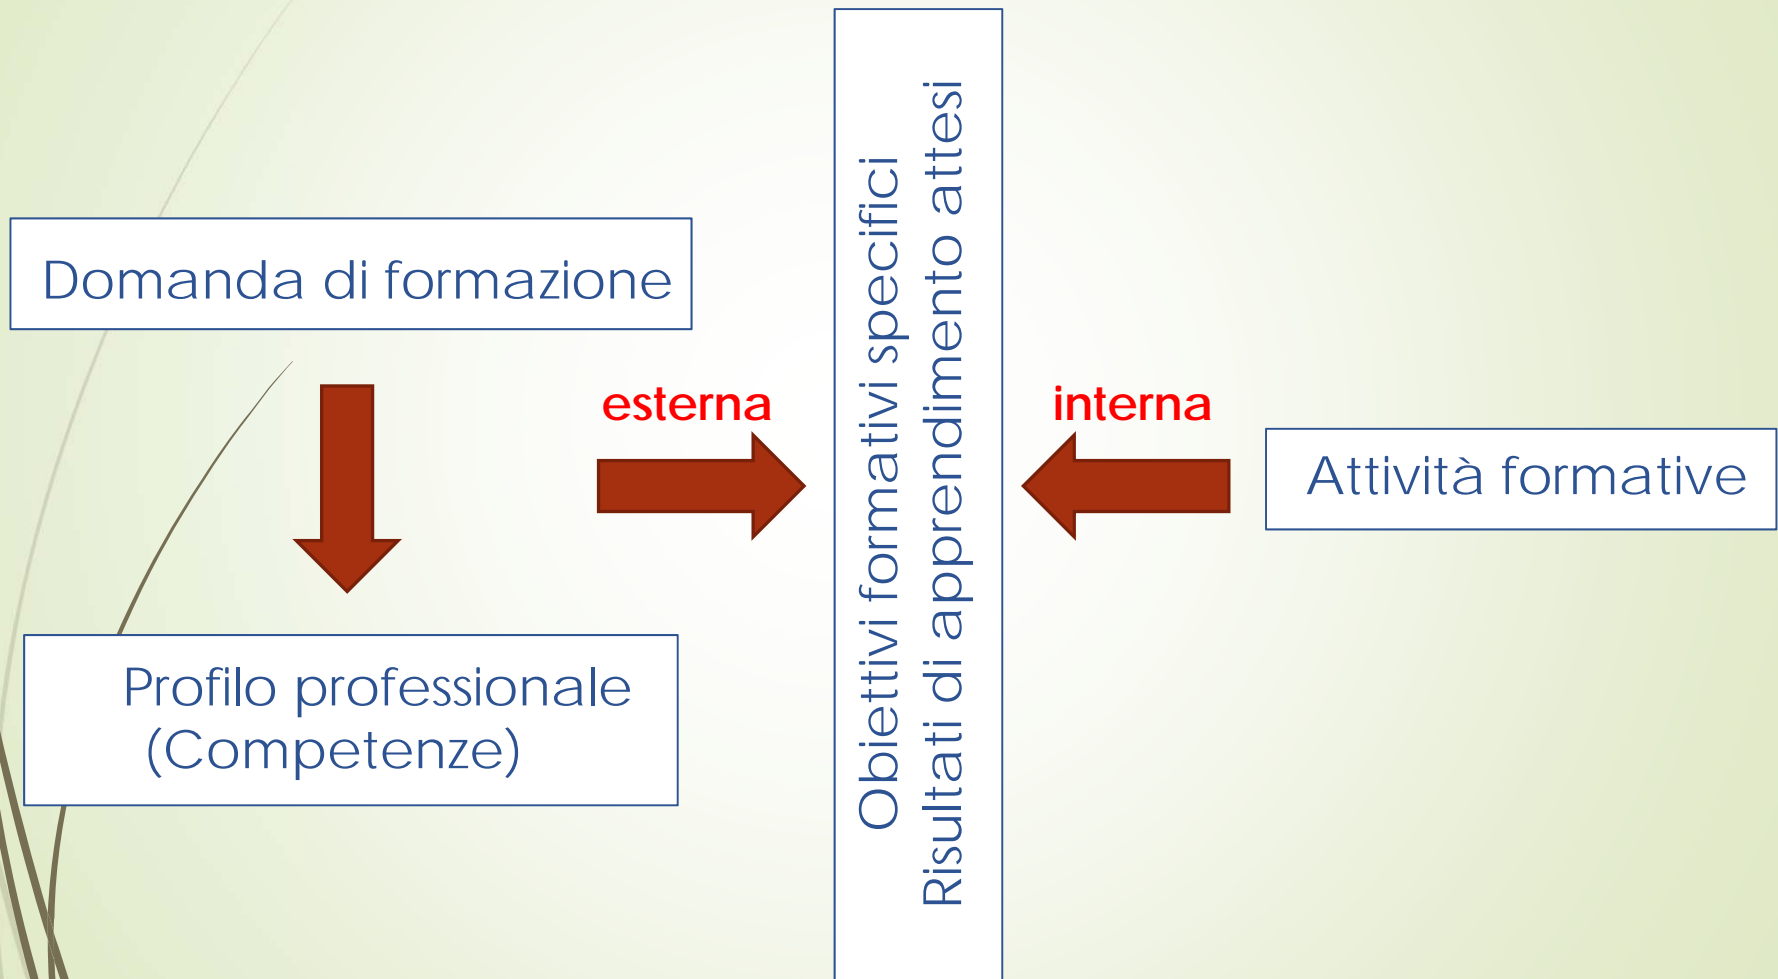 Domanda di formazione
Profilo professionale
(Competenze)
esterna
Obiettivi formativi specifici
Risultati di apprendimento attesi
interna
Attività formative